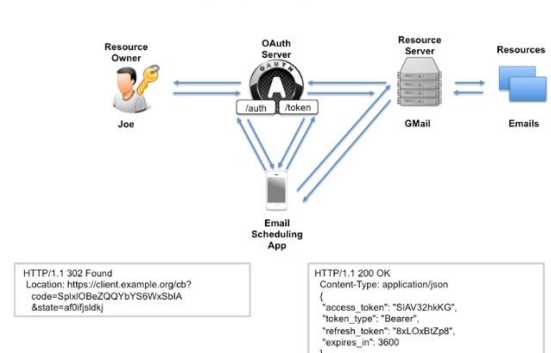 Resource
Owner
Joe
OAuth
Server
OAUTH
A
/auth
/token
Resource
Server
GMail
Resources
Emails
Email
Scheduling
App
HTTP/1.1 302 Found
Location: https://client.example.org/cb?
code=SplxlOBeZQQYbYS6WxSbIA
&state=af0ifjsldkj
HTTP/1.1 200 OK
Content-Type: application/json
{
"access_token": "SlAV32hkKG",
"token_type": "Bearer",
"refresh_token": "8xLOxBtZp8",
"expires_in": 3600
}